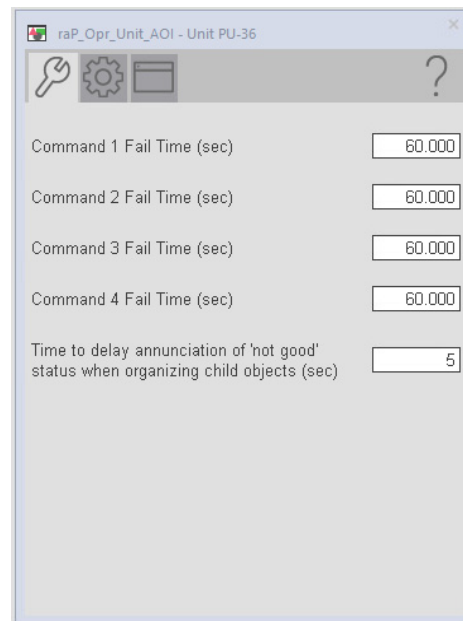 raP_Opr_Unit_AOI - Unit PU-36
?
Command 1 Fail Time (sec) 60.000
Command 2 Fail Time (sec) 60.000
Command 3 Fail Time (sec) 60.000
Command 4 Fail Time (sec) 60.000
Time to delay annunciation of 'not good'
status when organizing child objects (sec) 5